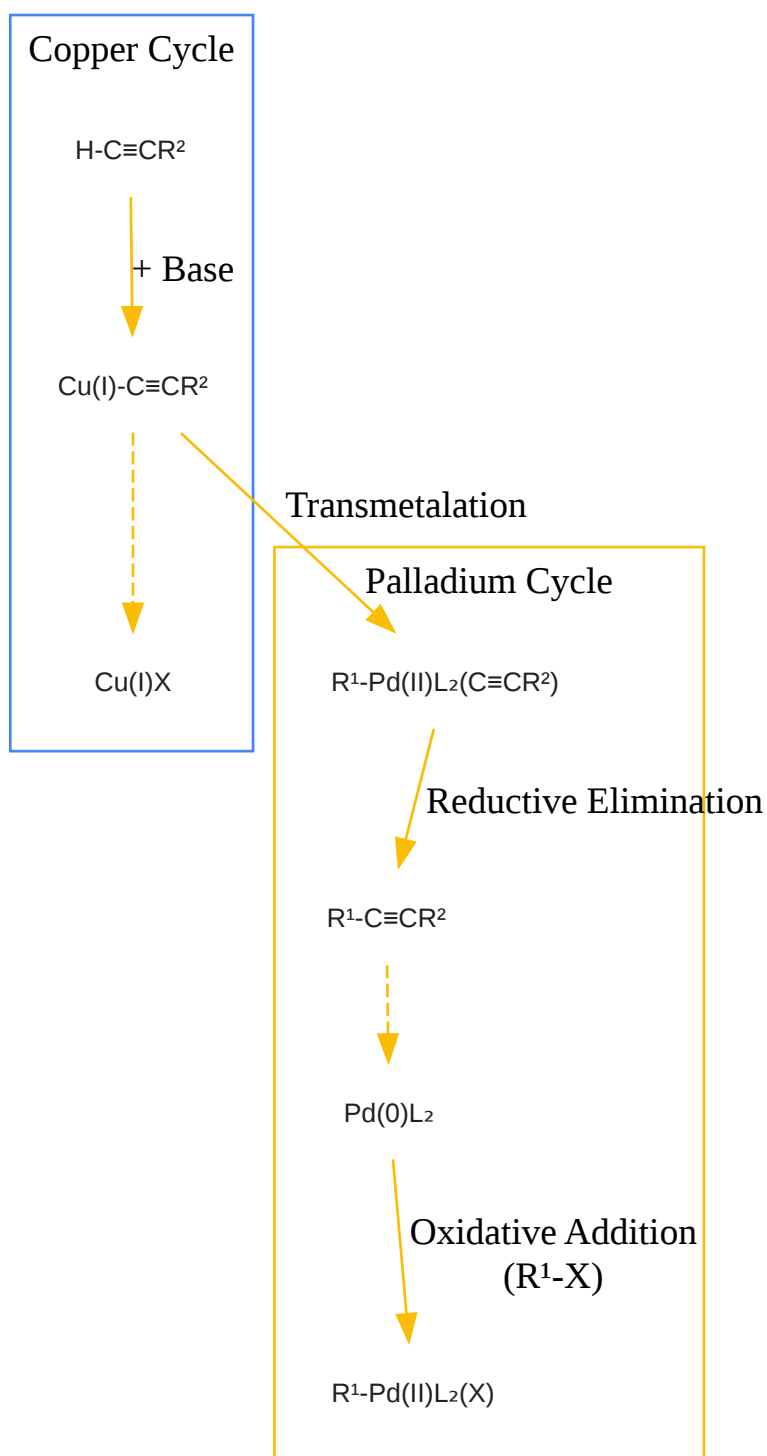 Copper Cycle
H-C≡CR²
+ Base
Cu(I)-C≡CR²
Transmetalation
Palladium Cycle
Cu(I)X
R¹-Pd(II)L₂(C≡CR²)
Reductive Elimination
R¹-C≡CR²
Pd(0)L₂
Oxidative Addition
(R¹-X)
R¹-Pd(II)L₂(X)